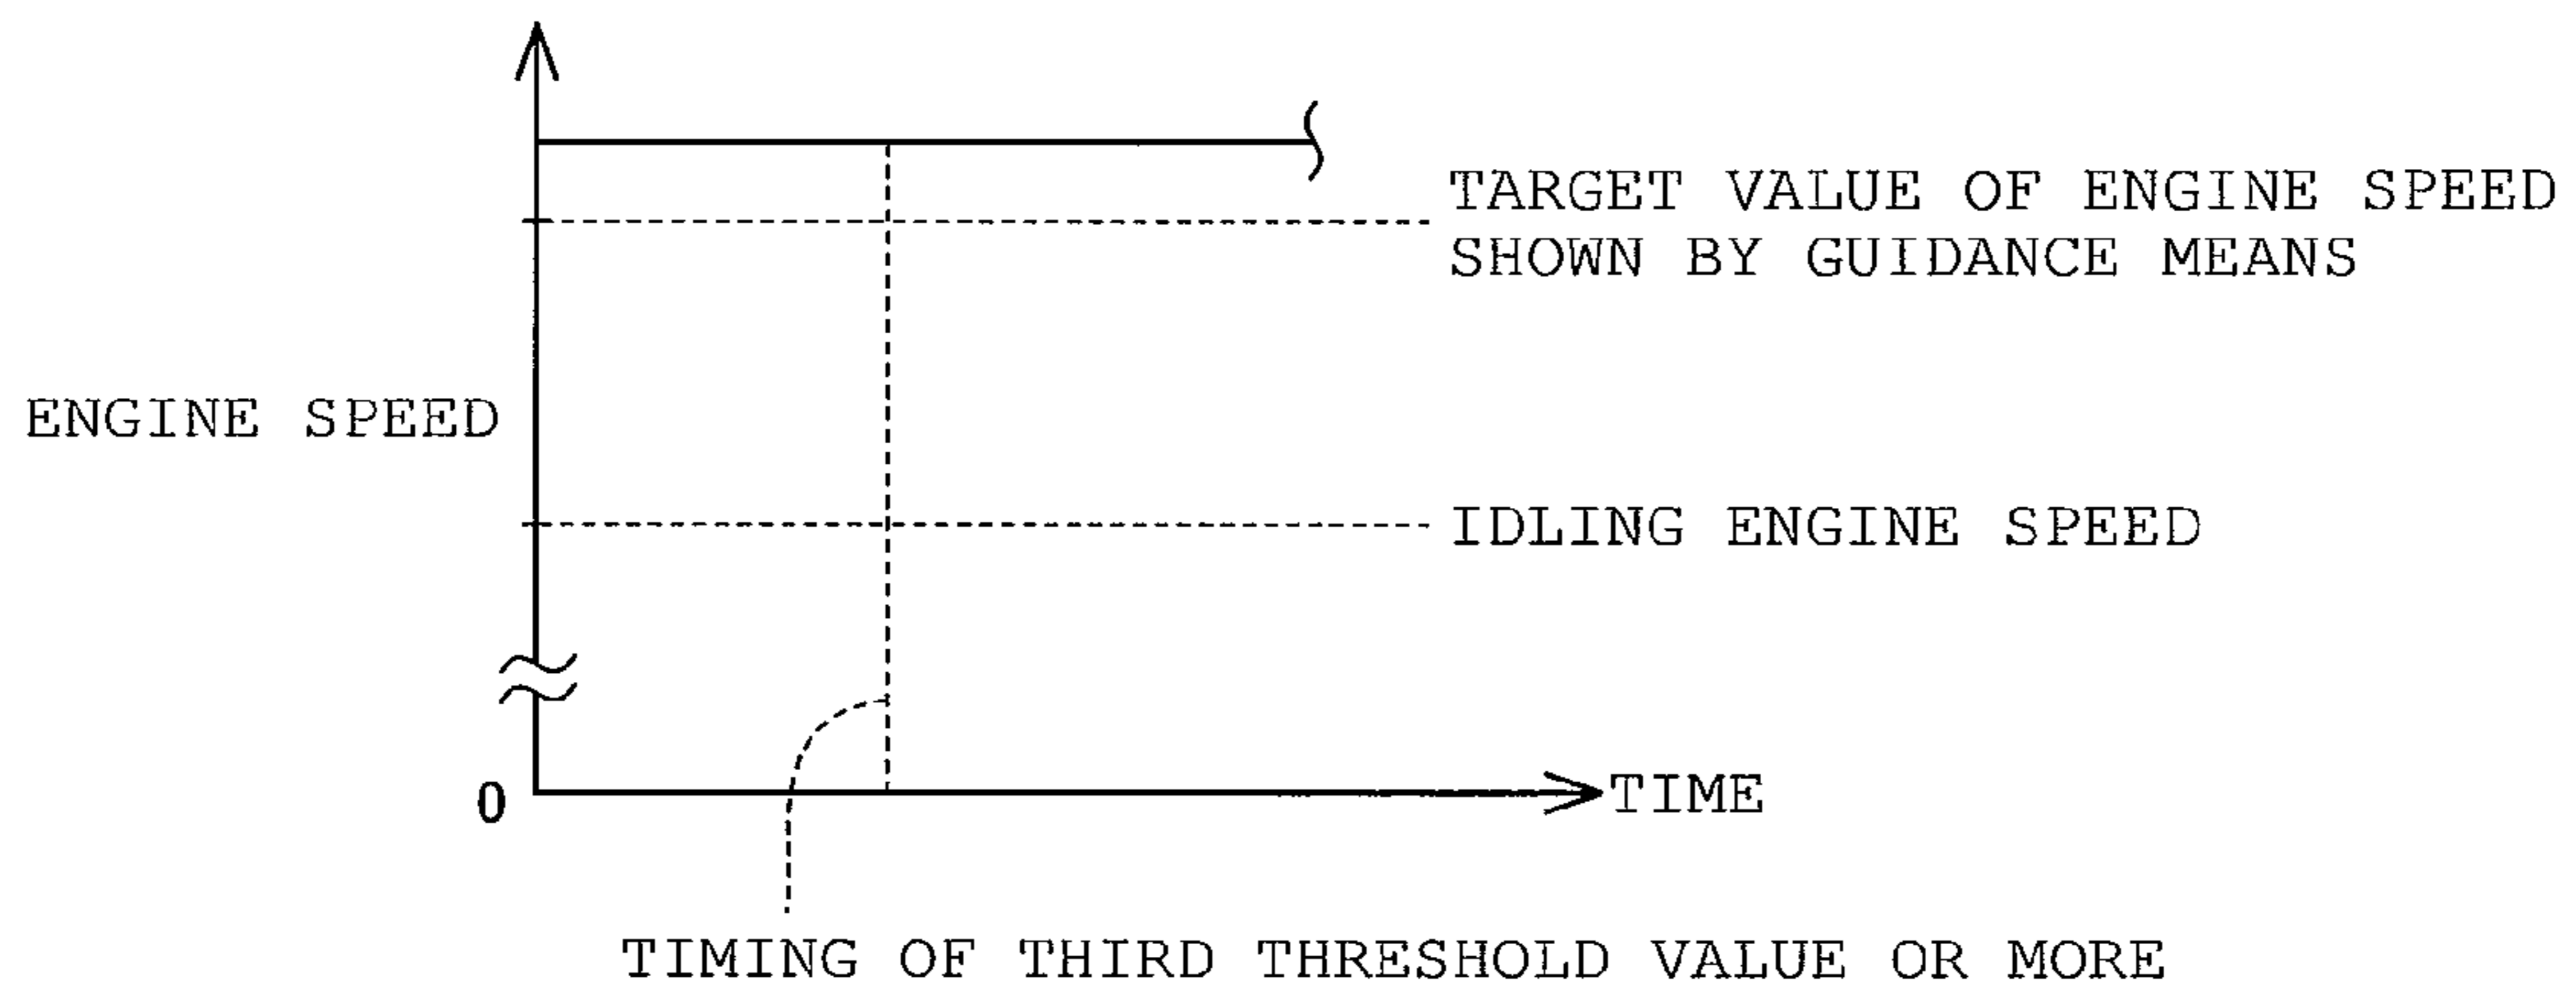 TARGET VALUE OF ENGINE SPEED
SHOWN BY GUIDANCE MEANS
ENGINE SPEED
IDLING ENGINE SPEED
0
TIME
TIMING OF THIRD THRESHOLD VALUE OR MORE